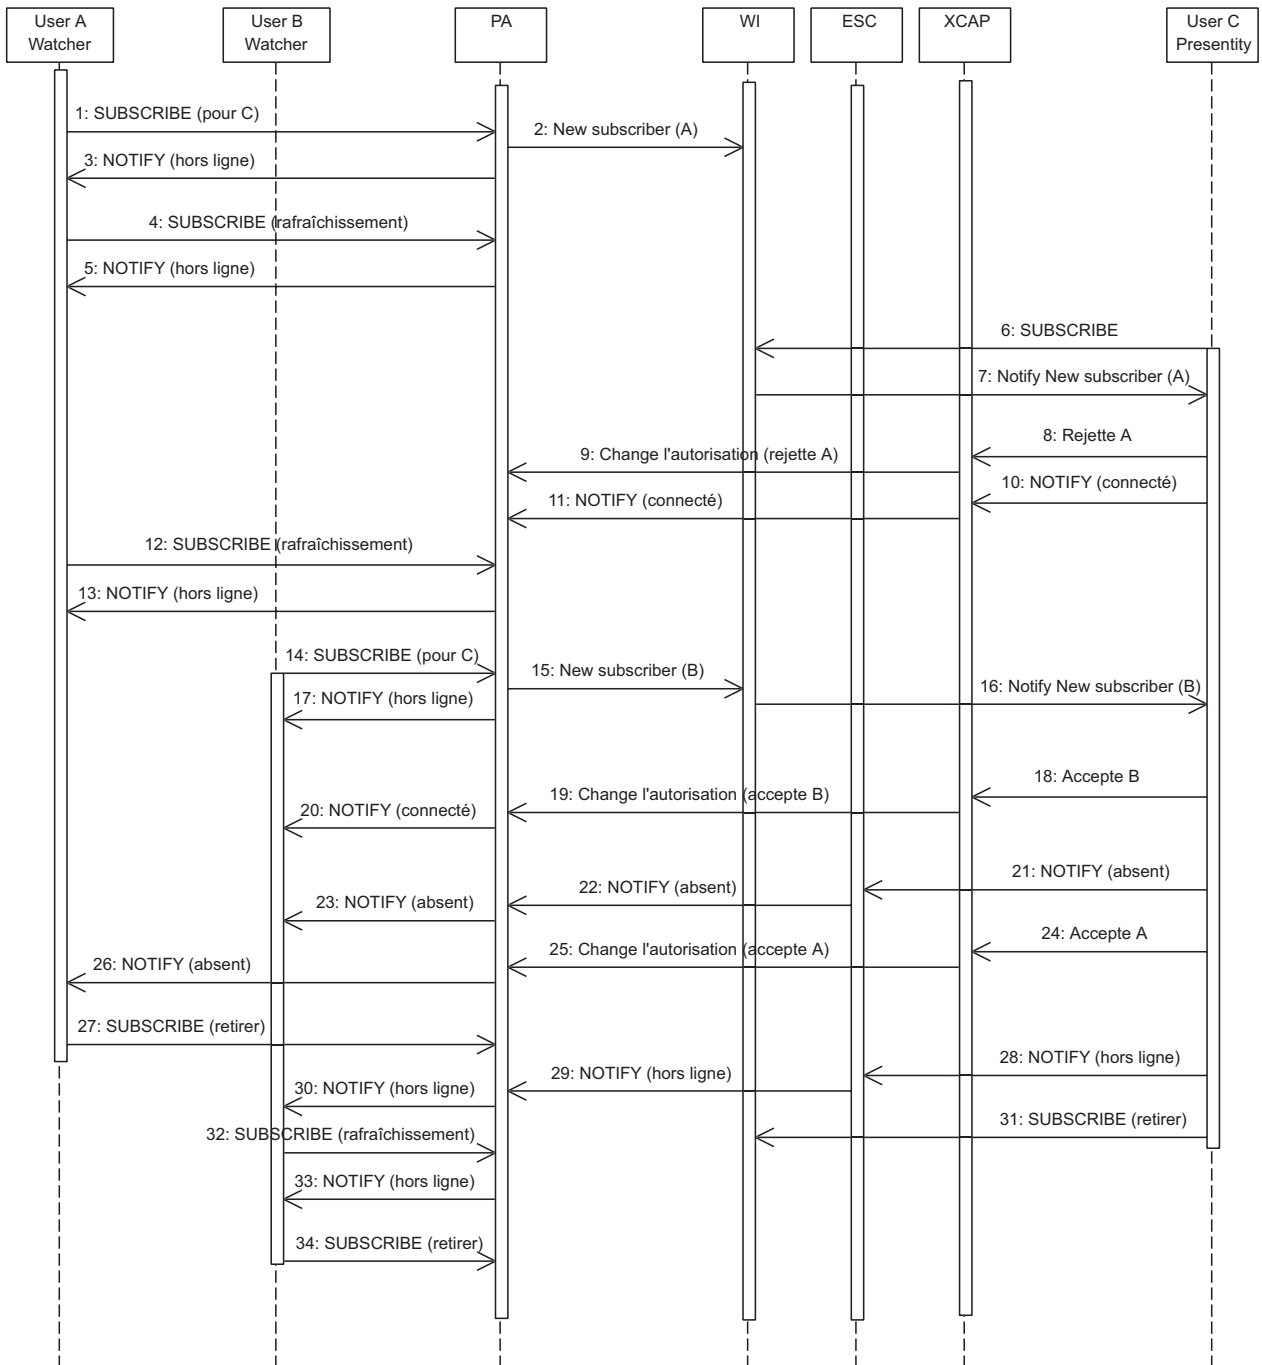 User A
Watcher
User B
Watcher
PA
WI
ESC
XCAP
User C
Presentity
1: SUBSCRIBE (pour C)
2: New subscriber (A)
3: NOTIFY (hors ligne)
4: SUBSCRIBE (rafraîchissement)
5: NOTIFY (hors ligne)
6: SUBSCRIBE
7: Notify New subscriber (A)
8: Rejette A
9: Change l'autorisation (rejette A)
10: NOTIFY (connecté)
11: NOTIFY (connecté)
12: SUBSCRIBE (rafraîchissement)
13: NOTIFY (hors ligne)
14: SUBSCRIBE (pour C)
15: New subscriber (B)
16: Notify New subscriber (B)
17: NOTIFY (hors ligne)
18: Accepte B
19: Change l'autorisation (accepte B)
20: NOTIFY (connecté)
21: NOTIFY (absent)
22: NOTIFY (absent)
23: NOTIFY (absent)
24: Accepte A
25: Change l'autorisation (accepte A)
26: NOTIFY (absent)
27: SUBSCRIBE (retirer)
28: NOTIFY (hors ligne)
29: NOTIFY (hors ligne)
30: NOTIFY (hors ligne)
31: SUBSCRIBE (retirer)
32: SUBSCRIBE (rafraîchissement)
33: NOTIFY (hors ligne)
34: SUBSCRIBE (retirer)